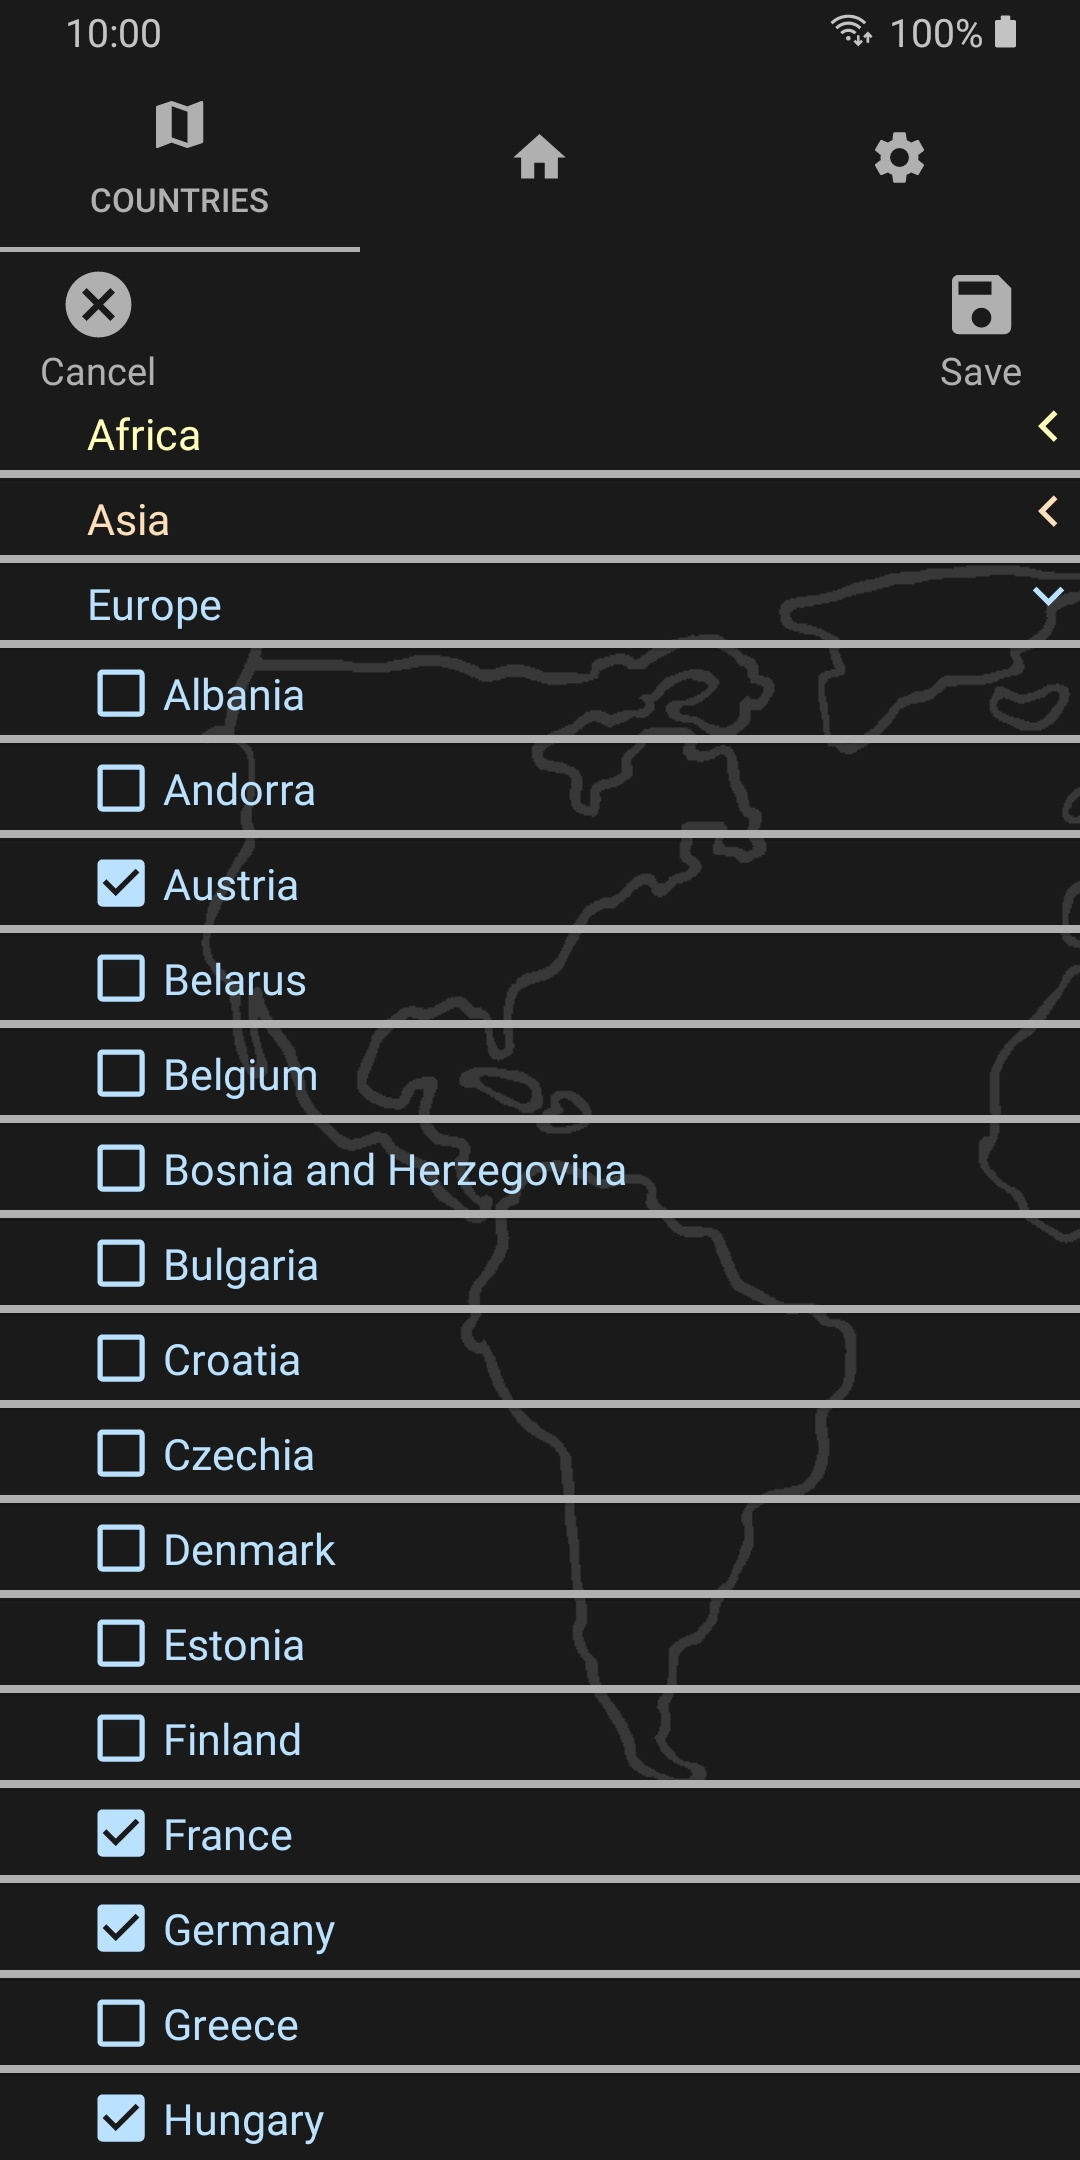 10:00
100%
COUNTRIES
Cancel
Save
Africa
Asia
Europe
Albania
Andorra
Austria
Belarus
Belgium
Bosnia and Herzegovina
Bulgaria
Croatia
Czechia
Denmark
Estonia
Finland
France
Germany
Greece
Hungary